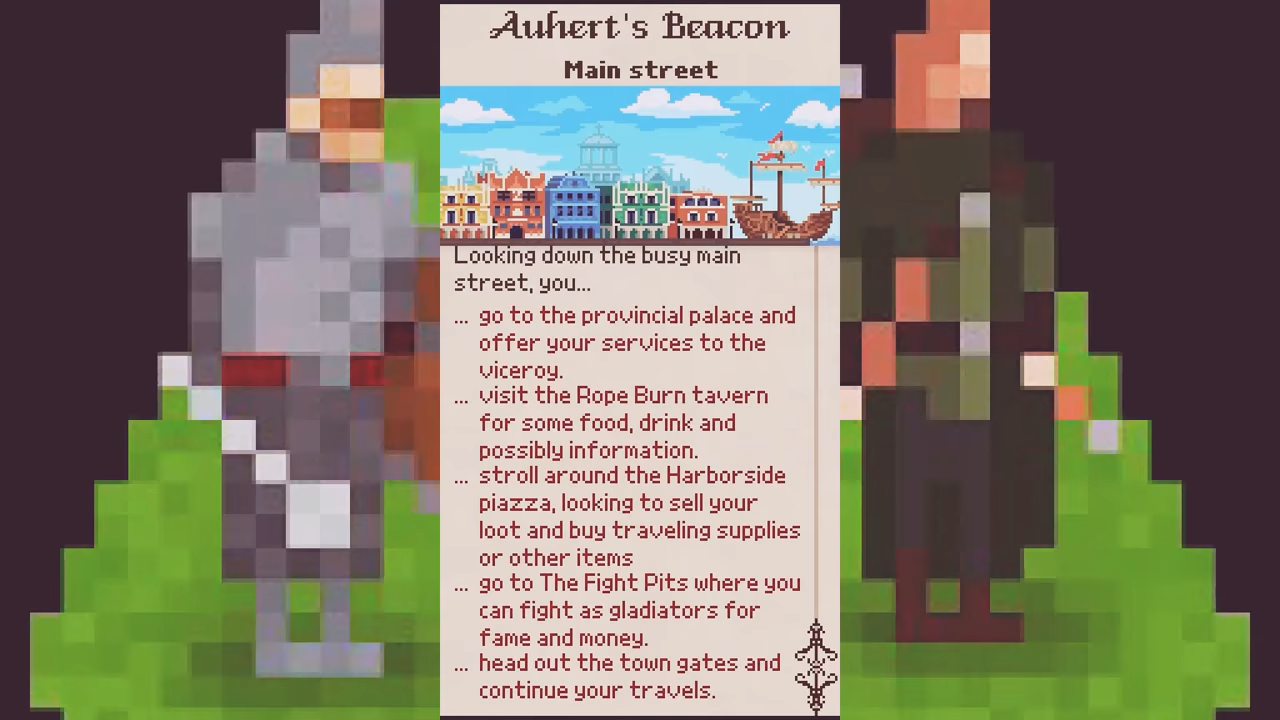 Auhert's Beacon
Main street
Looking down the busy main
street, you...
... go to the provincial palace and
offer your services to the
viceroy.
... visit the Rope Burn tavern
for some food, drink and
possibly information.
... stroll around the Harborside
piazza, looking to sell your
loot and buy traveling supplies
or other items
... go to The Fight Pits where you
can fight as gladiators for
fame and money.
... head out the town gates and
continue your travels.